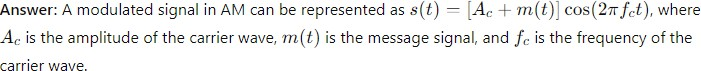 Answer: A modulated signal in AM can be represented as s(t) = [A_c + m(t)] cos(2πf_ct), where
A_c is the amplitude of the carrier wave, m(t) is the message signal, and f_c is the frequency of the
carrier wave.